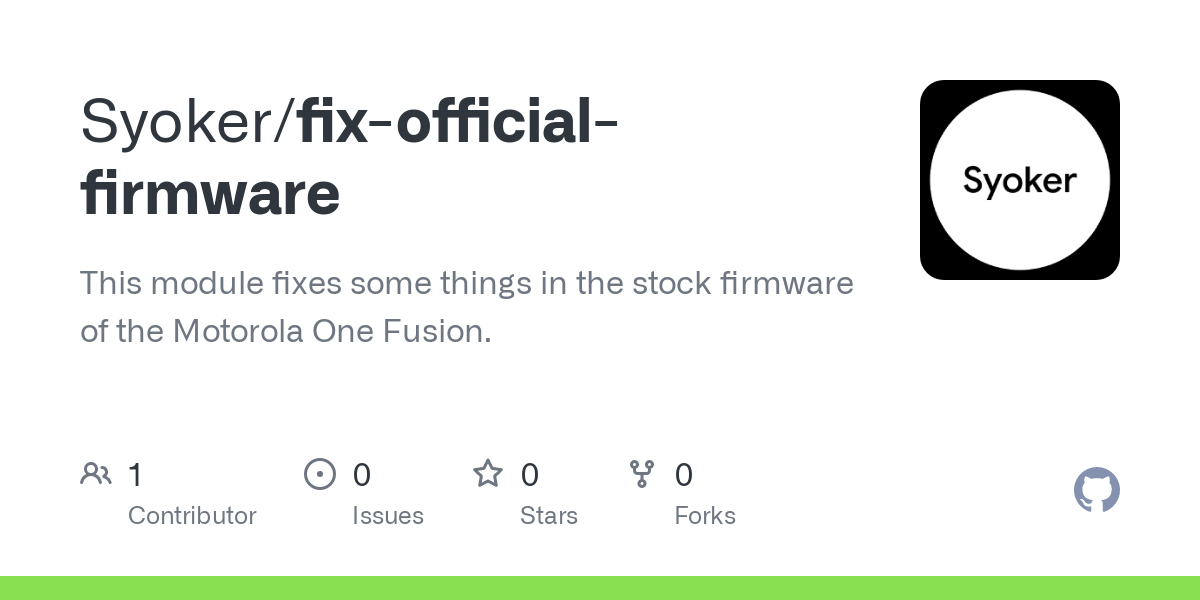 Syoker/fix-official-
firmware
Syoker
This module fixes some things in the stock firmware
of the Motorola One Fusion.
1
Contributor
0
Issues
0
Stars
0
Forks